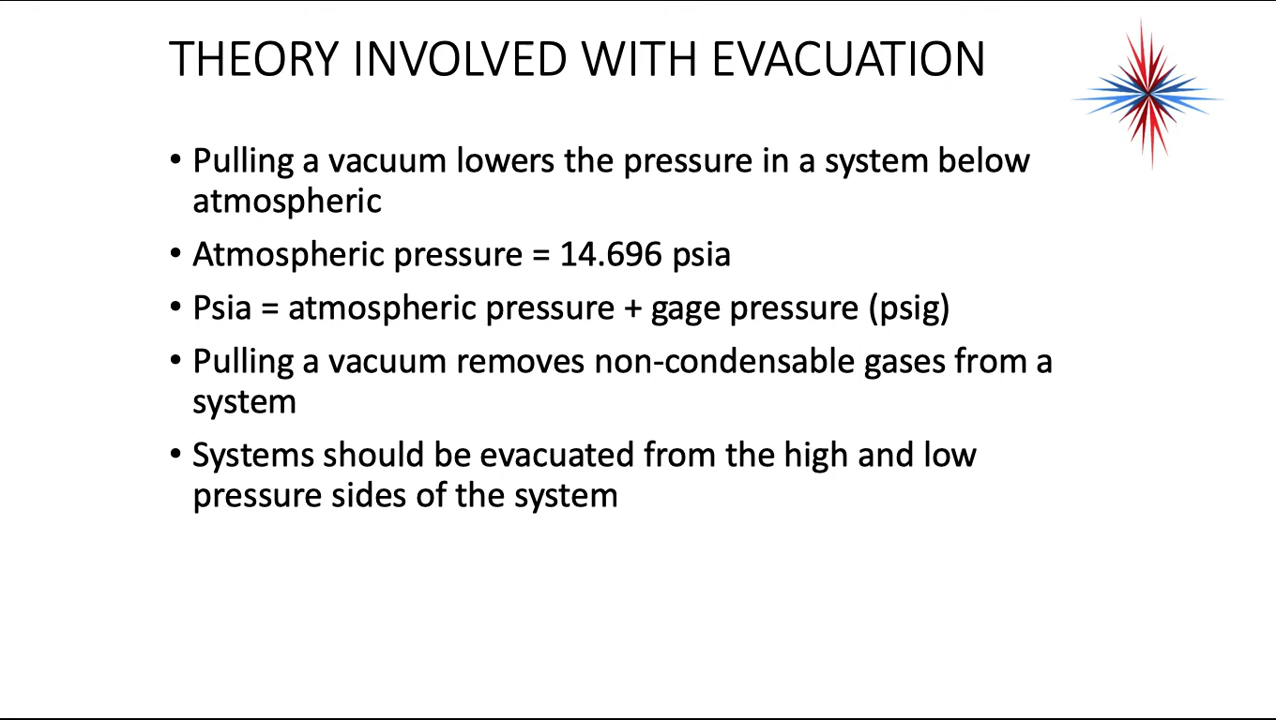 THEORY INVOLVED WITH EVACUATION
• Pulling a vacuum lowers the pressure in a system below
atmospheric
• Atmospheric pressure = 14.696 psia
• Psia = atmospheric pressure + gage pressure (psig)
• Pulling a vacuum removes non-condensable gases from a
system
• Systems should be evacuated from the high and low
pressure sides of the system